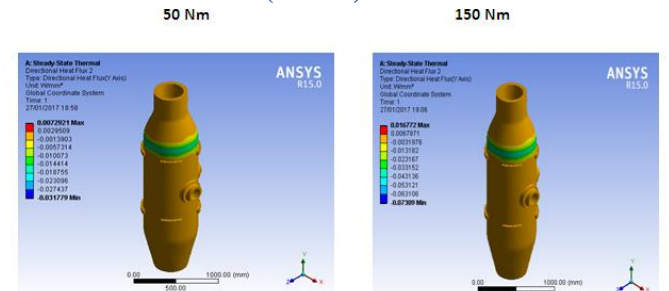 50 Nm
150 Nm
A: Steady-State Thermal
Directional Heat Flux 2
Type: Directional Heat Flux(Y Axis)
Unit: W/mm²
Global Coordinate System
Time: 1
27/01/2017 18:58
0.0072921 Max
0.0029509
-0.0013903
-0.0057314
-0.010073
-0.014414
-0.018755
-0.023096
-0.027437
-0.031779 Min
ANSYS
R15.0
0.00
1000.00 (mm)
500.00
Y
X
A: Steady-State Thermal
Directional Heat Flux 2
Type: Directional Heat Flux(Y Axis)
Unit: W/mm²
Global Coordinate System
Time: 1
27/01/2017 19:06
0.016772 Max
0.0067871
-0.0031978
-0.013182
-0.023167
-0.033152
-0.043136
-0.053121
-0.063106
-0.07309 Min
ANSYS
R15.0
0.00
1000.00 (mm)
500.00
Y
X